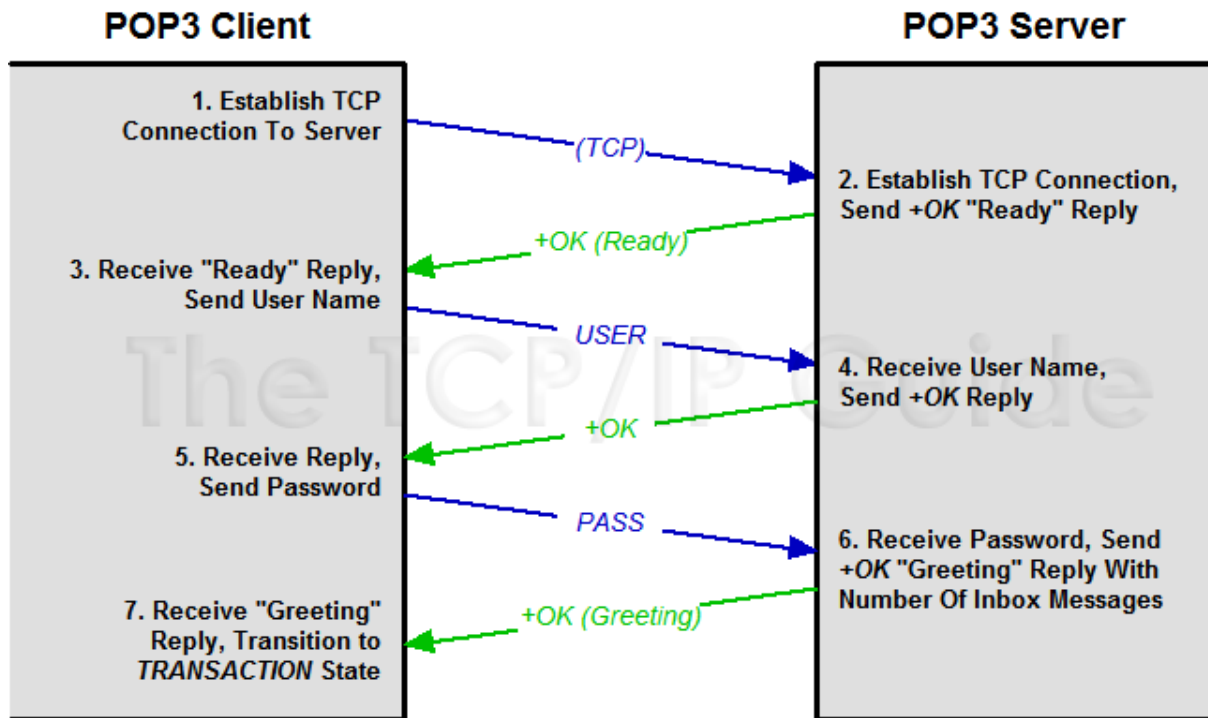 POP3 Client
POP3 Server
1. Establish TCP
Connection To Server
(TCP)
2. Establish TCP Connection,
Send +OK "Ready" Reply
+OK (Ready)
3. Receive "Ready" Reply,
Send User Name
USER
4. Receive User Name,
Send +OK Reply
The TCP/IP Guide
+OK
5. Receive Reply,
Send Password
PASS
6. Receive Password, Send
+OK "Greeting" Reply With
Number Of Inbox Messages
+OK (Greeting)
7. Receive "Greeting"
Reply, Transition to
TRANSACTION State